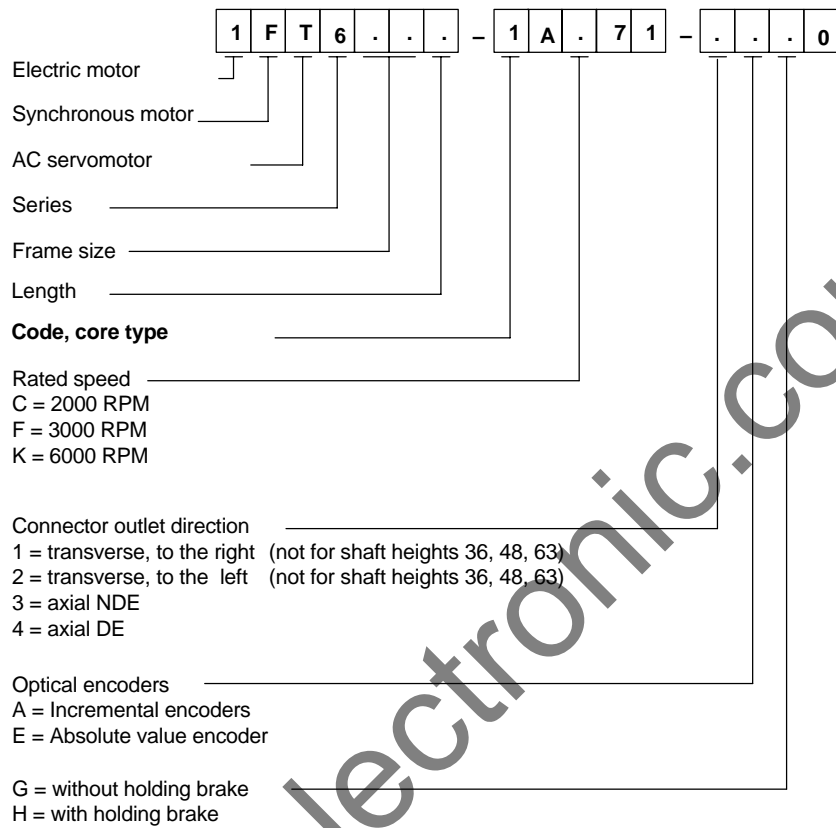 1 F T 6 . . . – 1 A . 7 1 – . . . 0
Electric motor
Synchronous motor
AC servomotor
Series
Frame size
Length
Code, core type
Rated speed
C = 2000 RPM
F = 3000 RPM
K = 6000 RPM
Connector outlet direction
1 = transverse, to the right (not for shaft heights 36, 48, 63)
2 = transverse, to the left (not for shaft heights 36, 48, 63)
3 = axial NDE
4 = axial DE
Optical encoders
A = Incremental encoders
E = Absolute value encoder
G = without holding brake
H = with holding brake
lectronic.co